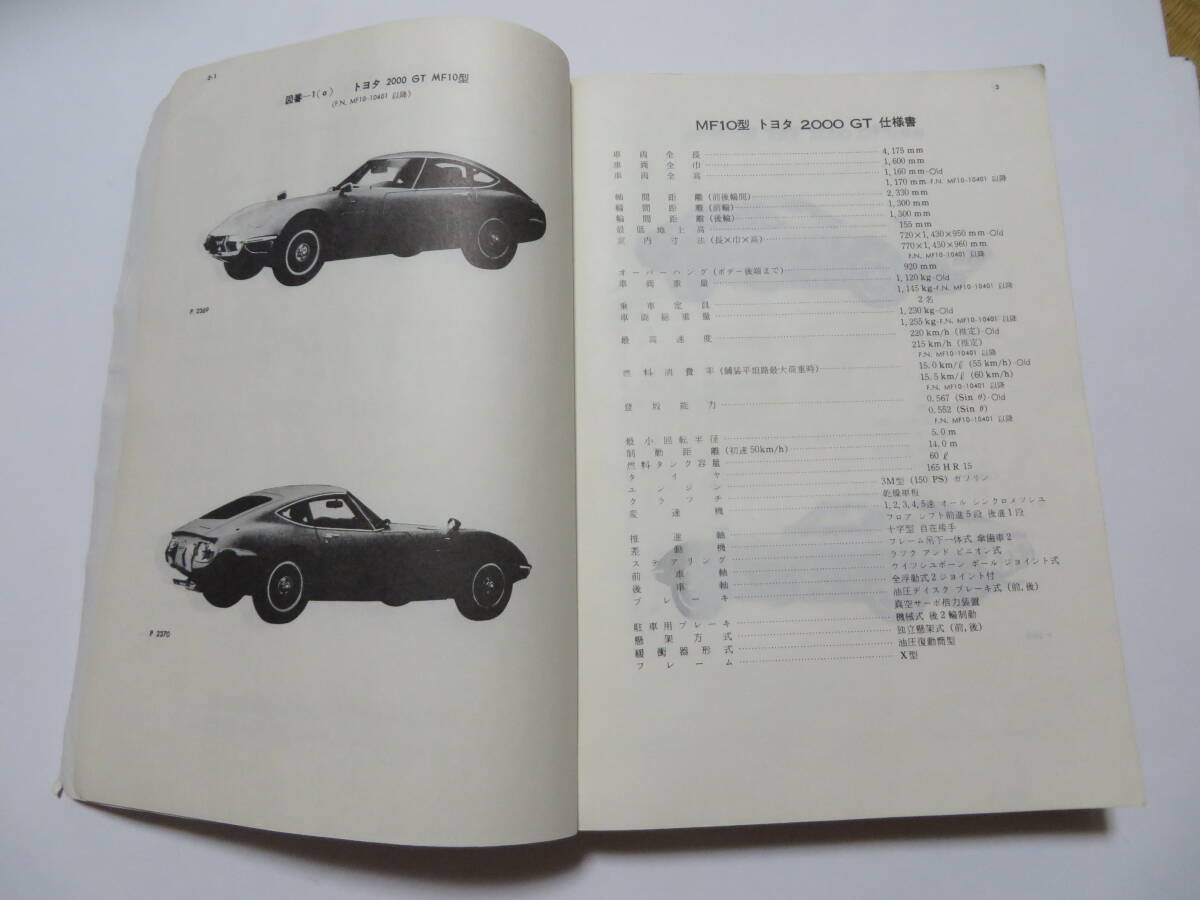 2-1
図番—1(a) トヨタ 2000 GT MF10型
(F.N. MF10-10401 以降)
P 2369
P 2370
3
MF10型 トヨタ 2000 GT 仕様書
車両全長 4,175 mm
車両全巾 1,600 mm
車両全高 1,160 mm-Old
1,170 mm-F.N. MF10-10401 以降
軸間距離(前後輪間) 2,330 mm
輪間距離(前輪) 1,300 mm
輪間距離(後輪) 1,300 mm
最低地上高 155 mm
室内寸法(長×巾×高) 720×1,430×950 mm-Old
770×1,430×960 mm
F.N. MF10-10401 以降
オーバーハング(ボデー後端まで) 920 mm
車両重量 1,120 kg-Old
1,145 kg-F.N. MF10-10401 以降
乗車定員 2 名
車両総重量 1,230 kg-Old
1,255 kg-F.N. MF10-10401 以降
最高速度 220 km/h (推定)-Old
215 km/h (推定)
F.N. MF10-10401 以降
燃料消費率(舗装平坦路最大荷重時) 15.0 km/ℓ (55 km/h)-Old
15.5 km/ℓ (60 km/h)
F.N. MF10-10401 以降
登坂能力 0.567 (Sin θ)-Old
0.552 (Sin θ)
F.N. MF10-10401 以降
最小回転半径 5.0 m
制動距離(初速50km/h) 14.0 m
燃料タンク容量 60 ℓ
タイヤ 165 HR 15
エンジン 3M型 (150 PS) ガソリン
クラッチ 乾燥単板
変速機 1,2,3,4,5速 オール シンクロメッシュ
フロア シフト前進5段 後進1段
推進軸 十字型 自在接手
差動機 フレーム吊下一体式 傘歯車2
ステアリング ラック アンド ピニオン式
前車軸 ウイッシュボーン ボール ジョイント式
後車軸 全浮動式2ジョイント付
ブレーキ 油圧ディスク ブレーキ式 (前,後)
真空サーボ倍力装置
駐車用ブレーキ 機械式 後2輪制動
懸架方式 独立懸架式 (前,後)
緩衝器形式 油圧復動筒型
フレーム X型